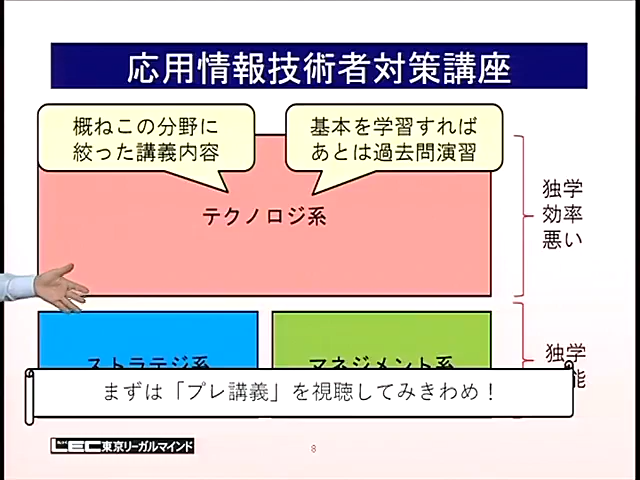 応用情報技術者対策講座
概ねこの分野に
絞った講義内容
基本を学習すれば
あとは過去問演習
テクノロジ系
独学
効率
悪い
ストラテジ系
マネジメント系
独学
能
まずは「プレ講義」を視聴してみきわめ！
LEC東京リーガルマインド
8